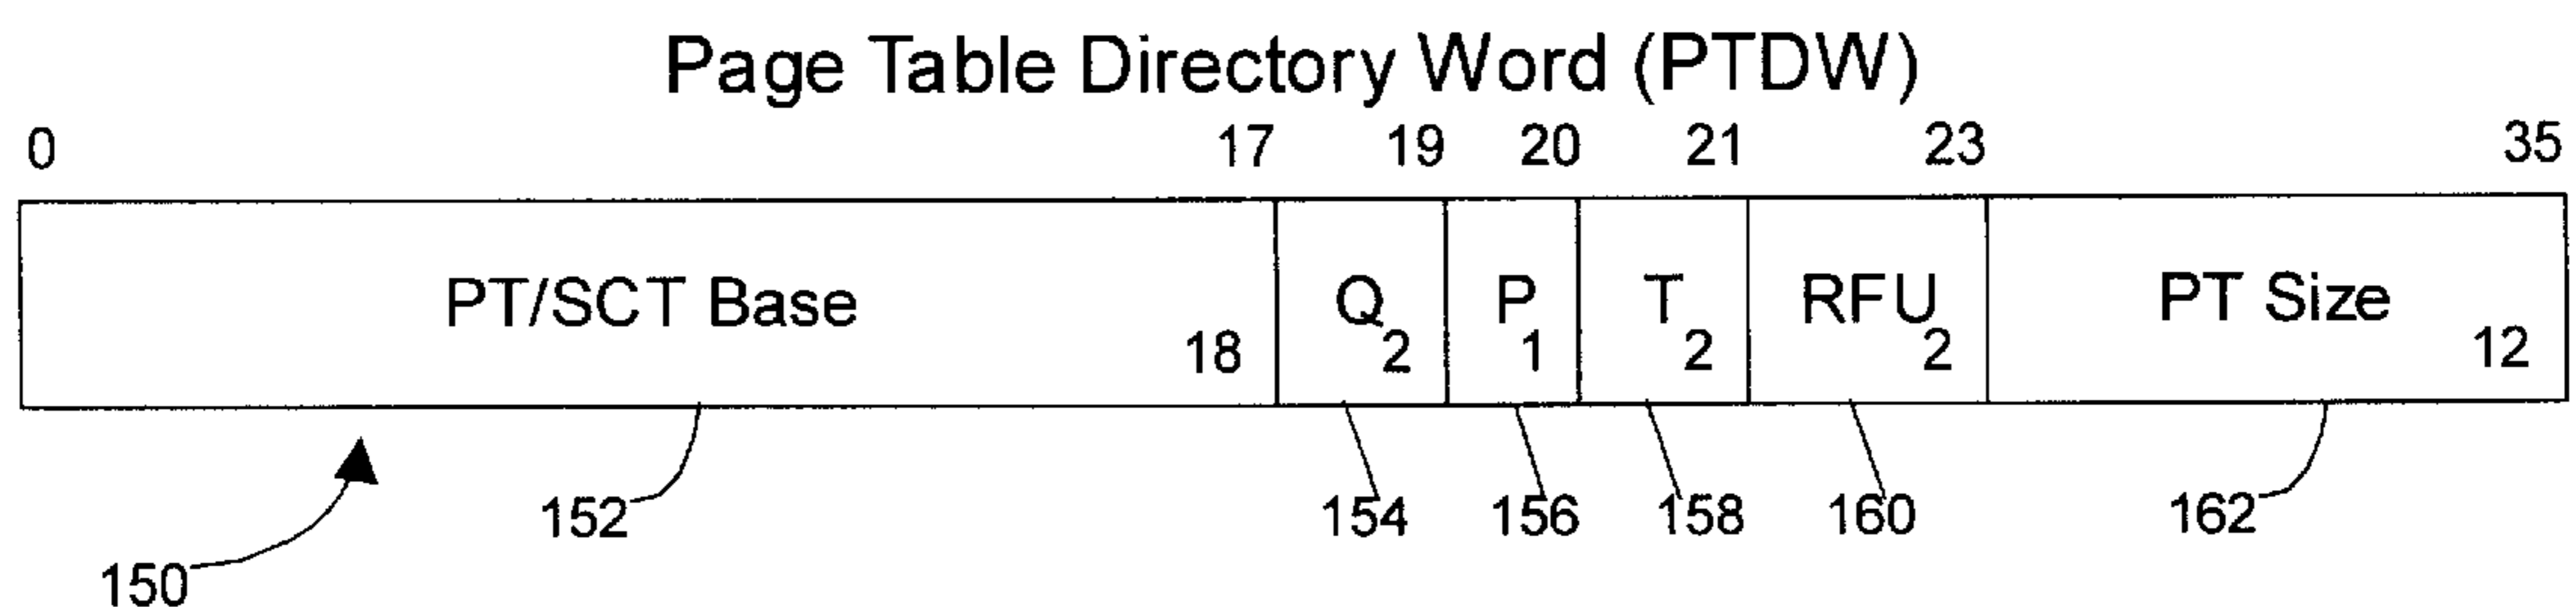 Page Table Directory Word (PTDW)
0 17 19 20 21 23 35
PT/SCT Base 18 Q 2 P 1 T 2 RFU 2 PT Size 12
152 154 156 158 160 162
150